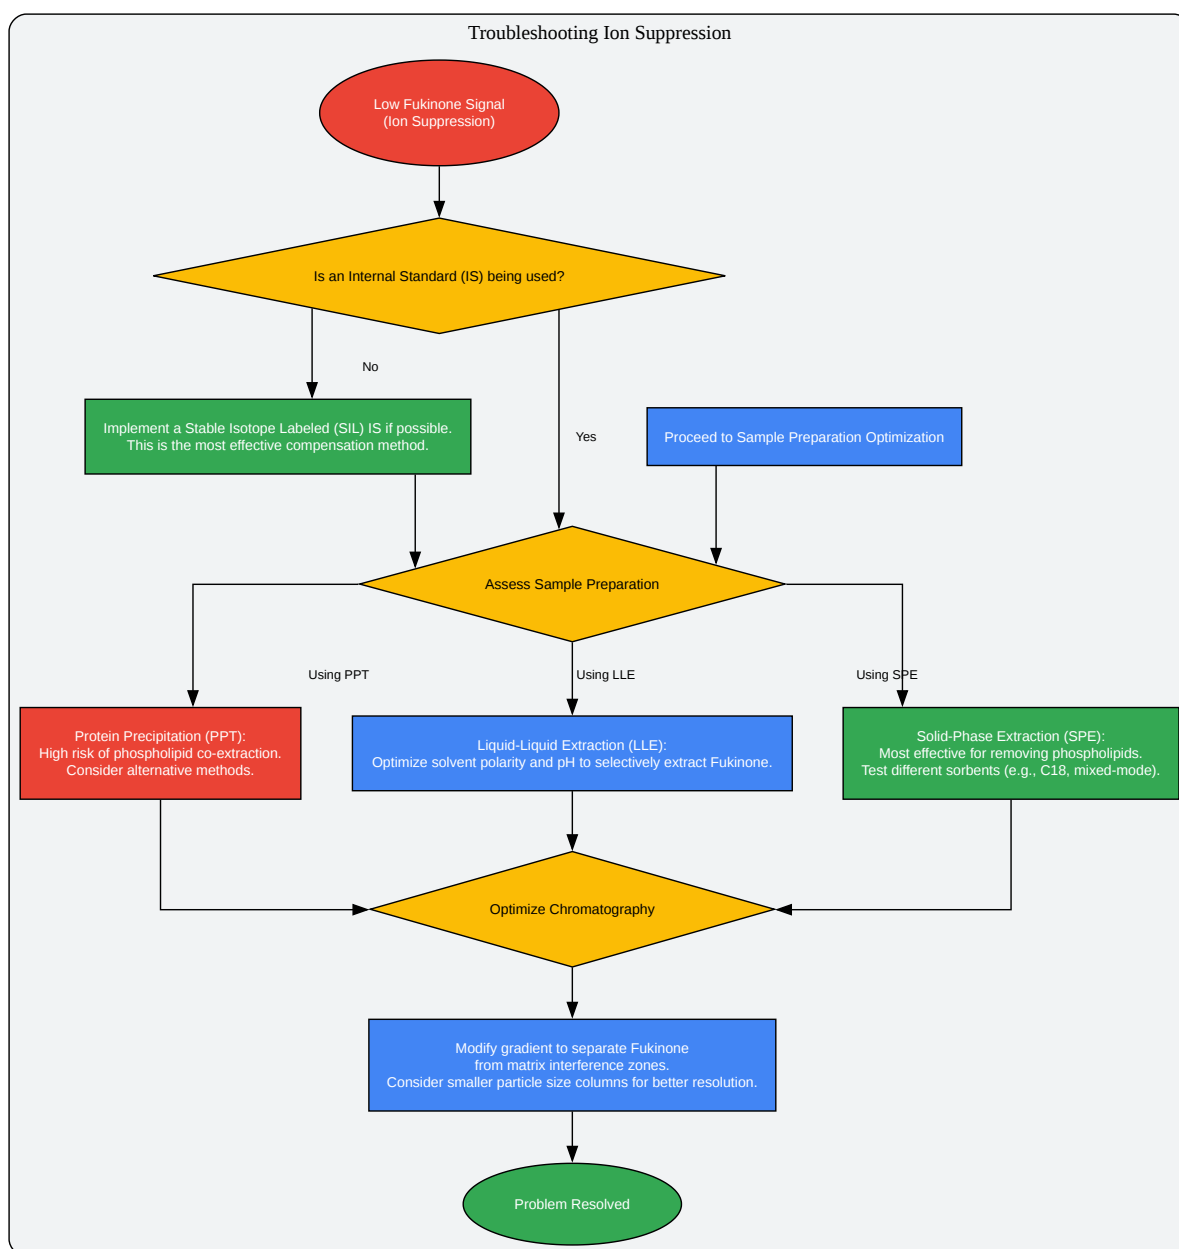 Troubleshooting Ion Suppression
Low Fukinone Signal
(Ion Suppression)
Is an Internal Standard (IS) being used?
No
Implement a Stable Isotope Labeled (SIL) IS if possible.
This is the most effective compensation method.
Yes
Proceed to Sample Preparation Optimization
Assess Sample Preparation
Using PPT
Using LLE
Using SPE
Protein Precipitation (PPT):
High risk of phospholipid co-extraction.
Consider alternative methods.
Liquid-Liquid Extraction (LLE):
Optimize solvent polarity and pH to selectively extract Fukinone.
Solid-Phase Extraction (SPE):
Most effective for removing phospholipids.
Test different sorbents (e.g., C18, mixed-mode).
Optimize Chromatography
Modify gradient to separate Fukinone
from matrix interference zones.
Consider smaller particle size columns for better resolution.
Problem Resolved